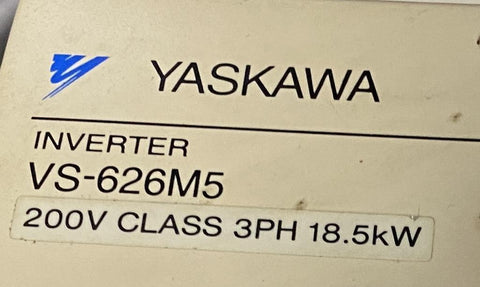 YASKAWA
INVERTER
VS-626M5
200V CLASS 3PH 18.5kW